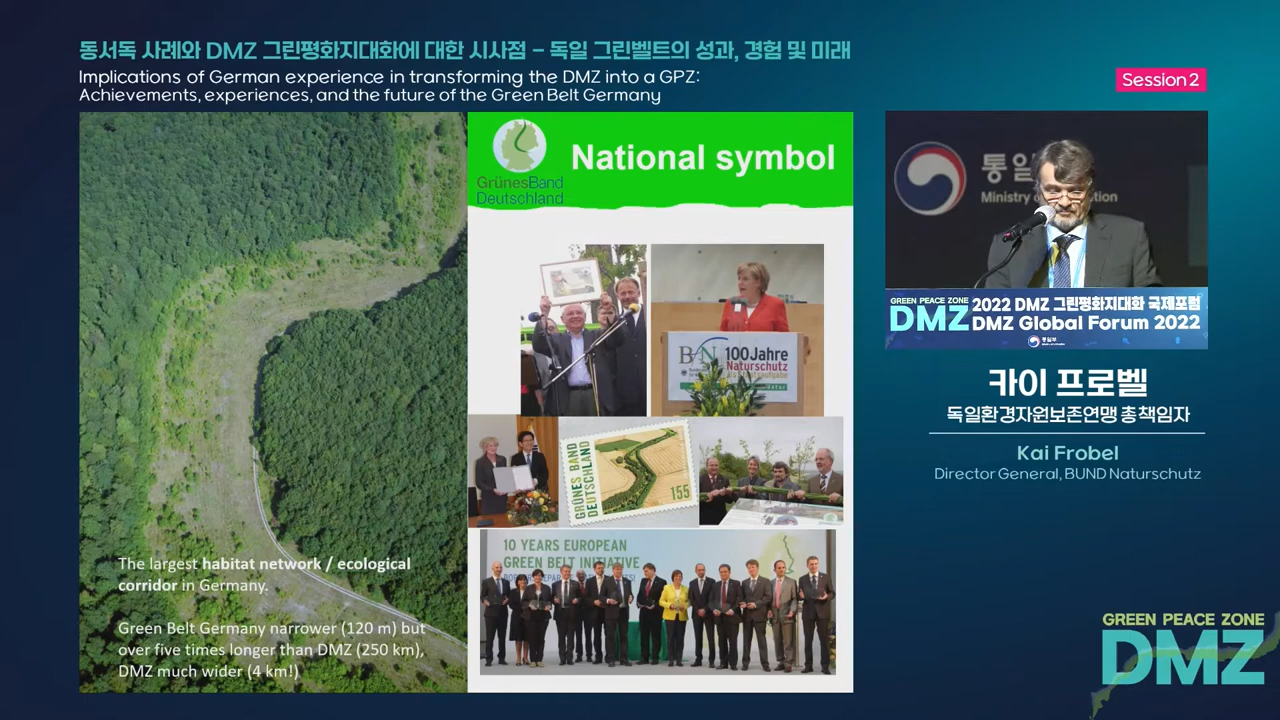 동서독 사례와 DMZ 그린평화지대화에 대한 시사점 – 독일 그린벨트의 성과, 경험 및 미래
Implications of German experience in transforming the DMZ into a GPZ:
Achievements, experiences, and the future of the Green Belt Germany
Session 2
GrünesBand
Deutschland
National symbol
100 Jahre
Naturschutz
als Staatsaufgabe
GRÜNES BAND
DEUTSCHLAND
155
10 YEARS EUROPEAN
GREEN BELT INITIATIVE
The largest habitat network / ecological
corridor in Germany.
Green Belt Germany narrower (120 m) but
over five times longer than DMZ (250 km),
DMZ much wider (4 km!)
통일
Ministry
GREEN PEACE ZONE
DMZ
2022 DMZ 그린평화지대화 국제포럼
DMZ Global Forum 2022
통일부
카이 프로벨
독일환경자원보존연맹 총책임자
Kai Frobel
Director General, BUND Naturschutz
GREEN PEACE ZONE
DMZ